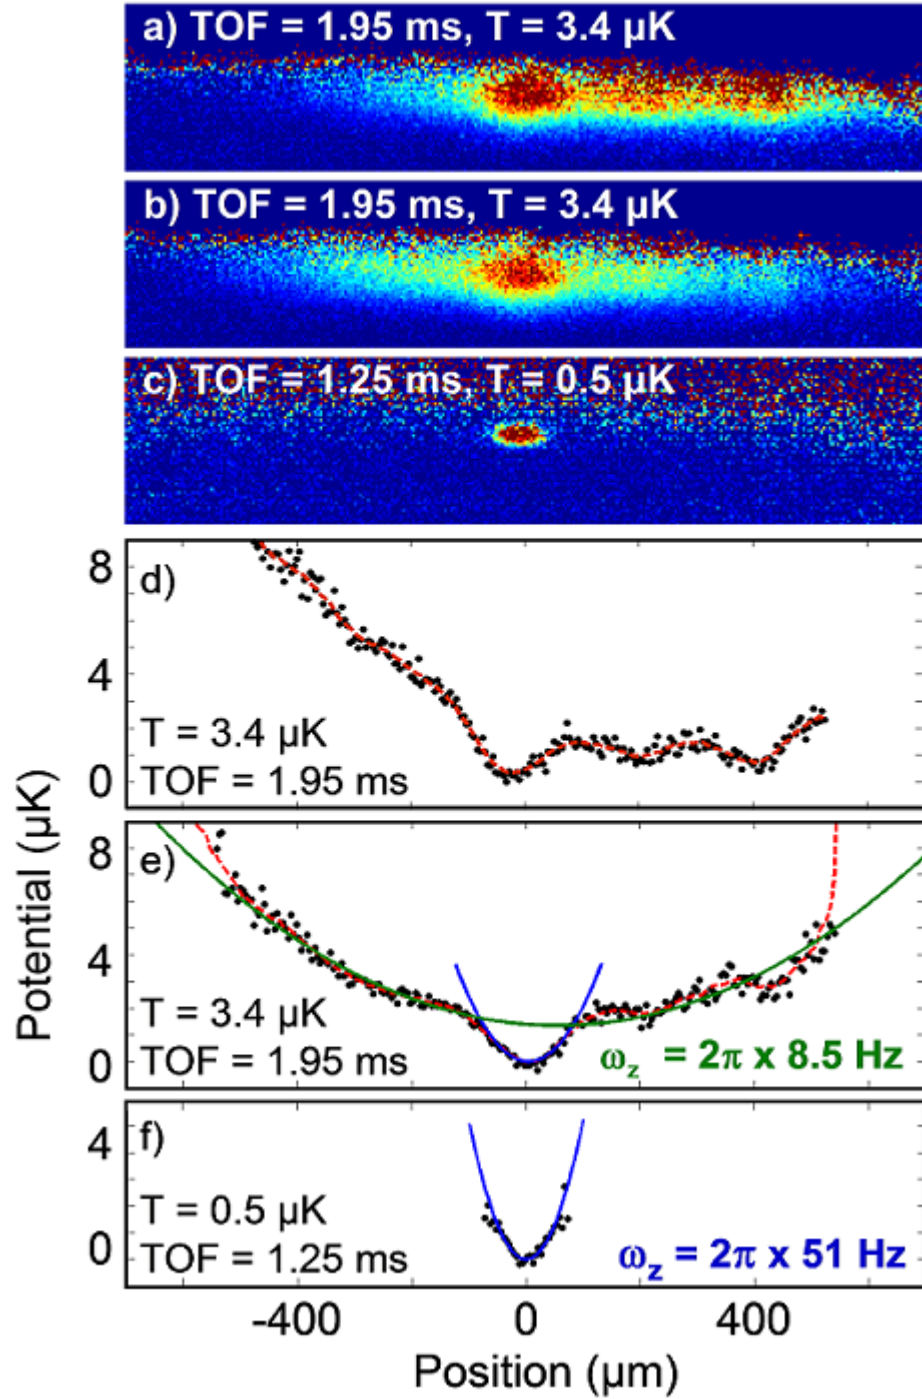 a) TOF = 1.95 ms, T = 3.4 µK
b) TOF = 1.95 ms, T = 3.4 µK
c) TOF = 1.25 ms, T = 0.5 µK
8
4
0
d)
T = 3.4 µK
TOF = 1.95 ms
Potential (µK)
8
4
0
e)
T = 3.4 µK
TOF = 1.95 ms
ωz = 2π x 8.5 Hz
4
0
f)
T = 0.5 µK
TOF = 1.25 ms
ωz = 2π x 51 Hz
-400 0 400
Position (µm)